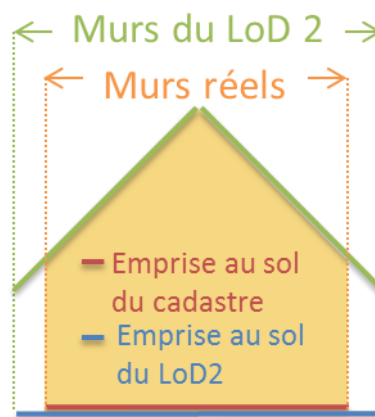 Murs du LoD 2
Murs réels
Emprise au sol
du cadastre
Emprise au sol
du LoD2